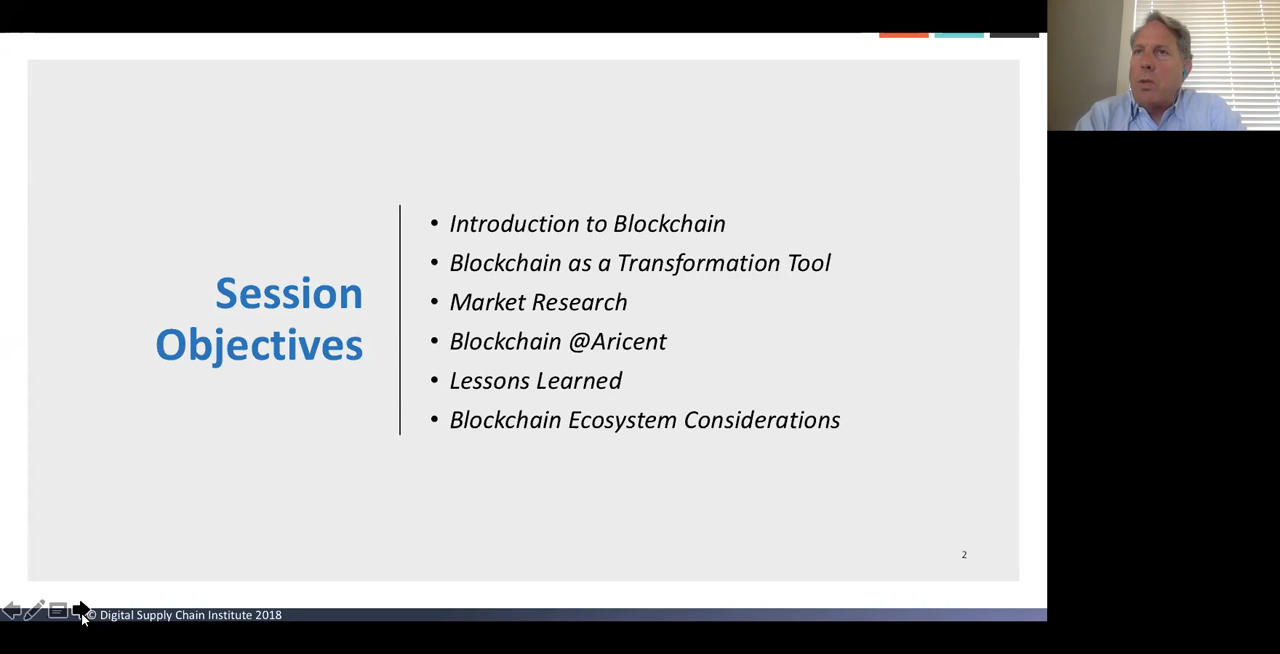 Session
Objectives
• Introduction to Blockchain
• Blockchain as a Transformation Tool
• Market Research
• Blockchain @Aricent
• Lessons Learned
• Blockchain Ecosystem Considerations
2
© Digital Supply Chain Institute 2018